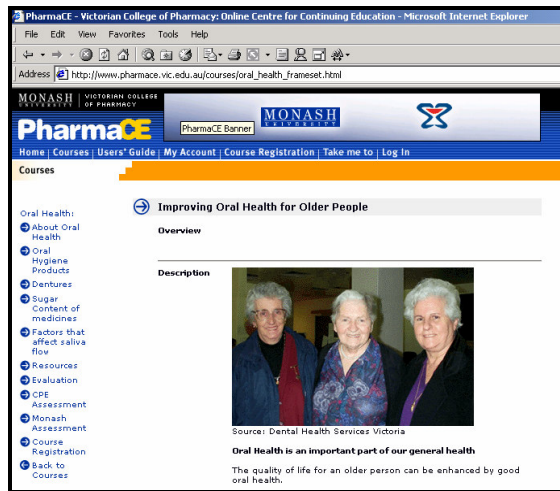 PharmaCE - Victorian College of Pharmacy: Online Centre for Continuing Education - Microsoft Internet Explorer
File Edit View Favorites Tools Help
Address http://www.pharmace.vic.edu.au/courses/oral_health_frameset.html
MONASH UNIVERSITY VICTORIAN COLLEGE OF PHARMACY
MONASH UNIVERSITY
PharmaCE
PharmaCE Banner
Home | Courses | Users' Guide | My Account | Course Registration | Take me to | Log In
Courses
Oral Health:
About Oral
Health
Oral
Hygiene
Products
Dentures
Sugar
Content of
medicines
Factors that
affect saliva
flow
Resources
Evaluation
CPE
Assessment
Monash
Assessment
Course
Registration
Back to
Courses
Improving Oral Health for Older People
Overview
Description
Source: Dental Health Services Victoria
Oral Health is an important part of our general health
The quality of life for an older person can be enhanced by good
oral health.